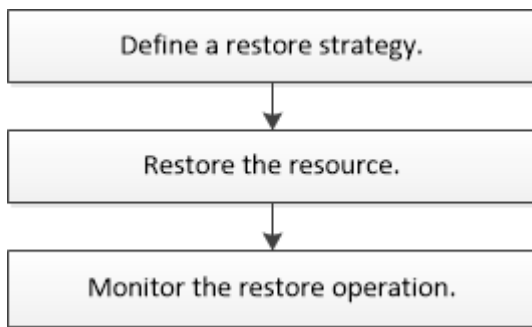 Define a restore strategy.
Restore the resource.
Monitor the restore operation.